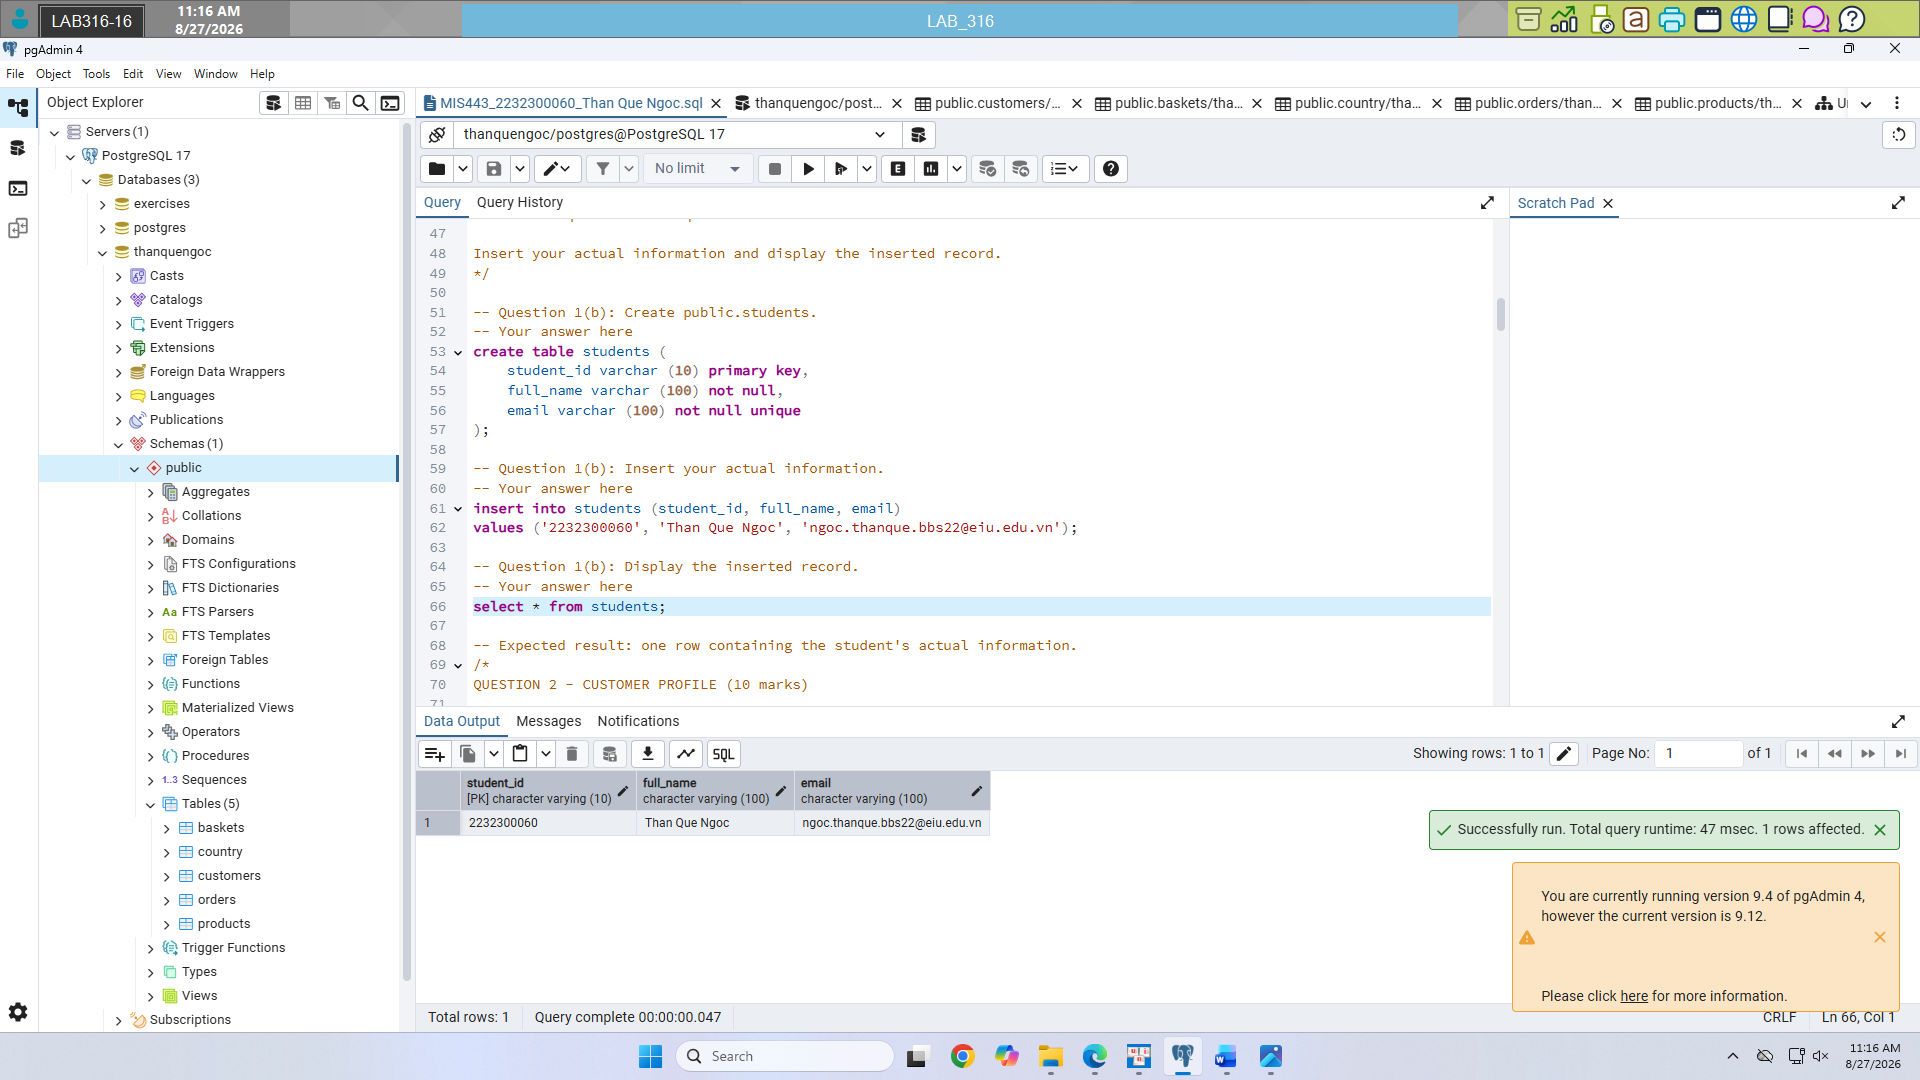 LAB316-16
11:16 AM
8/27/2026
LAB_316
pgAdmin 4
File Object Tools Edit View Window Help
Object Explorer
Servers (1)
PostgreSQL 17
Databases (3)
exercises
postgres
thanquengoc
Casts
Catalogs
Event Triggers
Extensions
Foreign Data Wrappers
Languages
Publications
Schemas (1)
public
Aggregates
Collations
Domains
FTS Configurations
FTS Dictionaries
Aa FTS Parsers
FTS Templates
Foreign Tables
Functions
Materialized Views
Operators
Procedures
1..3 Sequences
Tables (5)
baskets
country
customers
orders
products
Trigger Functions
Types
Views
Subscriptions
MIS443_2232300060_Than Que Ngoc.sql
thanquengoc/post...
public.customers/...
public.baskets/tha...
public.country/tha...
public.orders/than...
public.products/th...
thanquengoc/postgres@PostgreSQL 17
No limit
E
Query Query History
Scratch Pad
47
48 Insert your actual information and display the inserted record.
49 */
50
51 -- Question 1(b): Create public.students.
52 -- Your answer here
53 create table students (
54 student_id varchar (10) primary key,
55 full_name varchar (100) not null,
56 email varchar (100) not null unique
57 );
58
59 -- Question 1(b): Insert your actual information.
60 -- Your answer here
61 insert into students (student_id, full_name, email)
62 values ('2232300060', 'Than Que Ngoc', 'ngoc.thanque.bbs22@eiu.edu.vn');
63
64 -- Question 1(b): Display the inserted record.
65 -- Your answer here
66 select * from students;
67
68 -- Expected result: one row containing the student's actual information.
69 /*
70 QUESTION 2 - CUSTOMER PROFILE (10 marks)
71
Data Output Messages Notifications
SQL
Showing rows: 1 to 1
Page No: 1 of 1
student_id
[PK] character varying (10)
full_name
character varying (100)
email
character varying (100)
1 2232300060 Than Que Ngoc ngoc.thanque.bbs22@eiu.edu.vn
Successfully run. Total query runtime: 47 msec. 1 rows affected.
You are currently running version 9.4 of pgAdmin 4,
however the current version is 9.12.
Please click here for more information.
Total rows: 1 Query complete 00:00:00.047
CRLF Ln 66, Col 1
Search
11:16 AM
8/27/2026